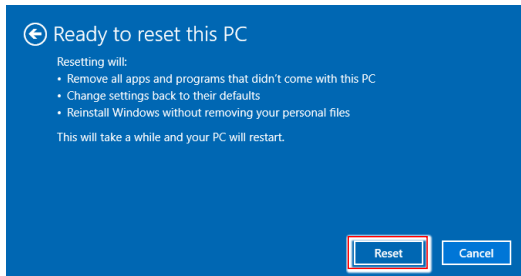 Ready to reset this PC
Resetting will:
• Remove all apps and programs that didn't come with this PC
• Change settings back to their defaults
• Reinstall Windows without removing your personal files
This will take a while and your PC will restart.
Reset Cancel